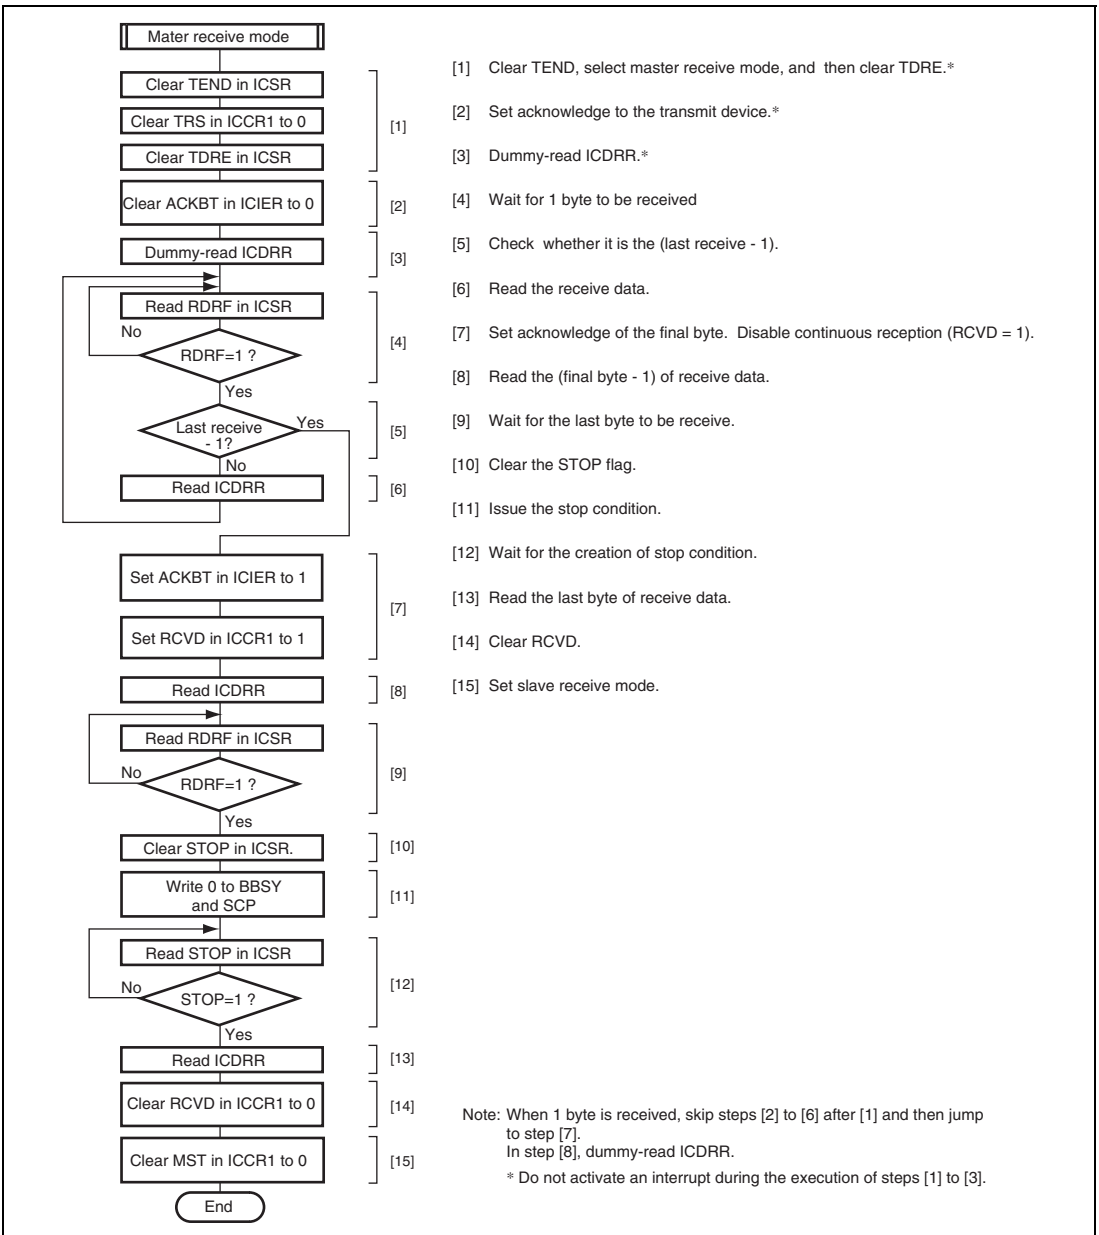 Mater receive mode
Clear TEND in ICSR
Clear TRS in ICCR1 to 0
Clear TDRE in ICSR
[1]
Clear ACKBT in ICIER to 0
[2]
Dummy-read ICDRR
[3]
Read RDRF in ICSR
No
RDRF=1 ?
[4]
Yes
Last receive
- 1?
Yes
[5]
No
Read ICDRR
[6]
Set ACKBT in ICIER to 1
[7]
Set RCVD in ICCR1 to 1
Read ICDRR
[8]
Read RDRF in ICSR
No
RDRF=1 ?
[9]
Yes
Clear STOP in ICSR.
[10]
Write 0 to BBSY
and SCP
[11]
Read STOP in ICSR
No
STOP=1 ?
[12]
Yes
Read ICDRR
[13]
Clear RCVD in ICCR1 to 0
[14]
Clear MST in ICCR1 to 0
[15]
End
[1] Clear TEND, select master receive mode, and then clear TDRE.*
[2] Set acknowledge to the transmit device.*
[3] Dummy-read ICDRR.*
[4] Wait for 1 byte to be received
[5] Check whether it is the (last receive - 1).
[6] Read the receive data.
[7] Set acknowledge of the final byte. Disable continuous reception (RCVD = 1).
[8] Read the (final byte - 1) of receive data.
[9] Wait for the last byte to be receive.
[10] Clear the STOP flag.
[11] Issue the stop condition.
[12] Wait for the creation of stop condition.
[13] Read the last byte of receive data.
[14] Clear RCVD.
[15] Set slave receive mode.
Note: When 1 byte is received, skip steps [2] to [6] after [1] and then jump
to step [7].
In step [8], dummy-read ICDRR.
* Do not activate an interrupt during the execution of steps [1] to [3].